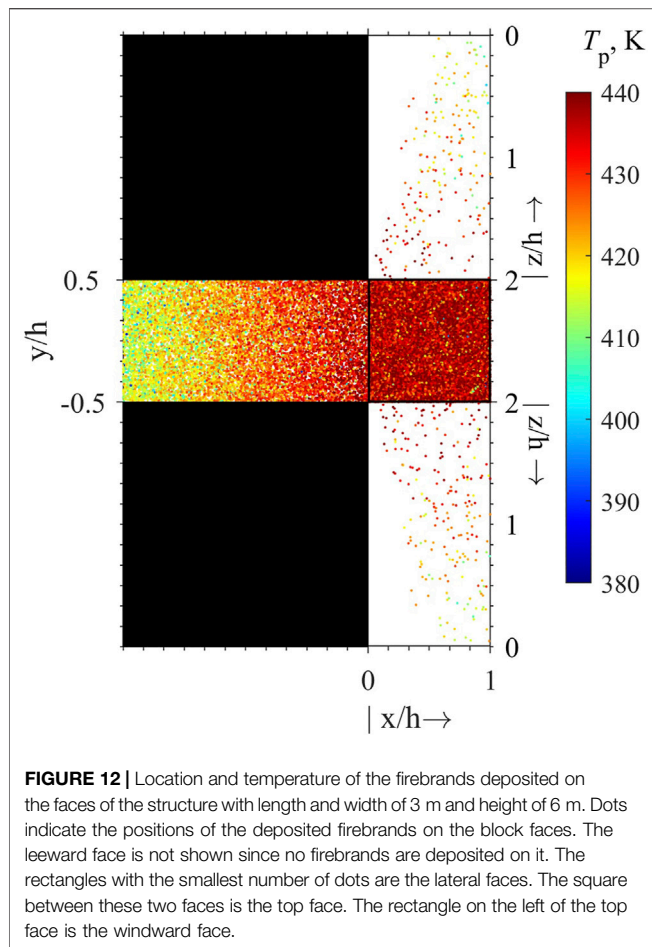 0
T_p, K
440
1
430
|z/h →
420
0.5
2
y/h
410
-0.5
2
400
← z/h|
1
390
380
0
0
1
| x/h→
FIGURE 12 | Location and temperature of the firebrands deposited on
the faces of the structure with length and width of 3 m and height of 6 m. Dots
indicate the positions of the deposited firebrands on the block faces. The
leeward face is not shown since no firebrands are deposited on it. The
rectangles with the smallest number of dots are the lateral faces. The square
between these two faces is the top face. The rectangle on the left of the top
face is the windward face.